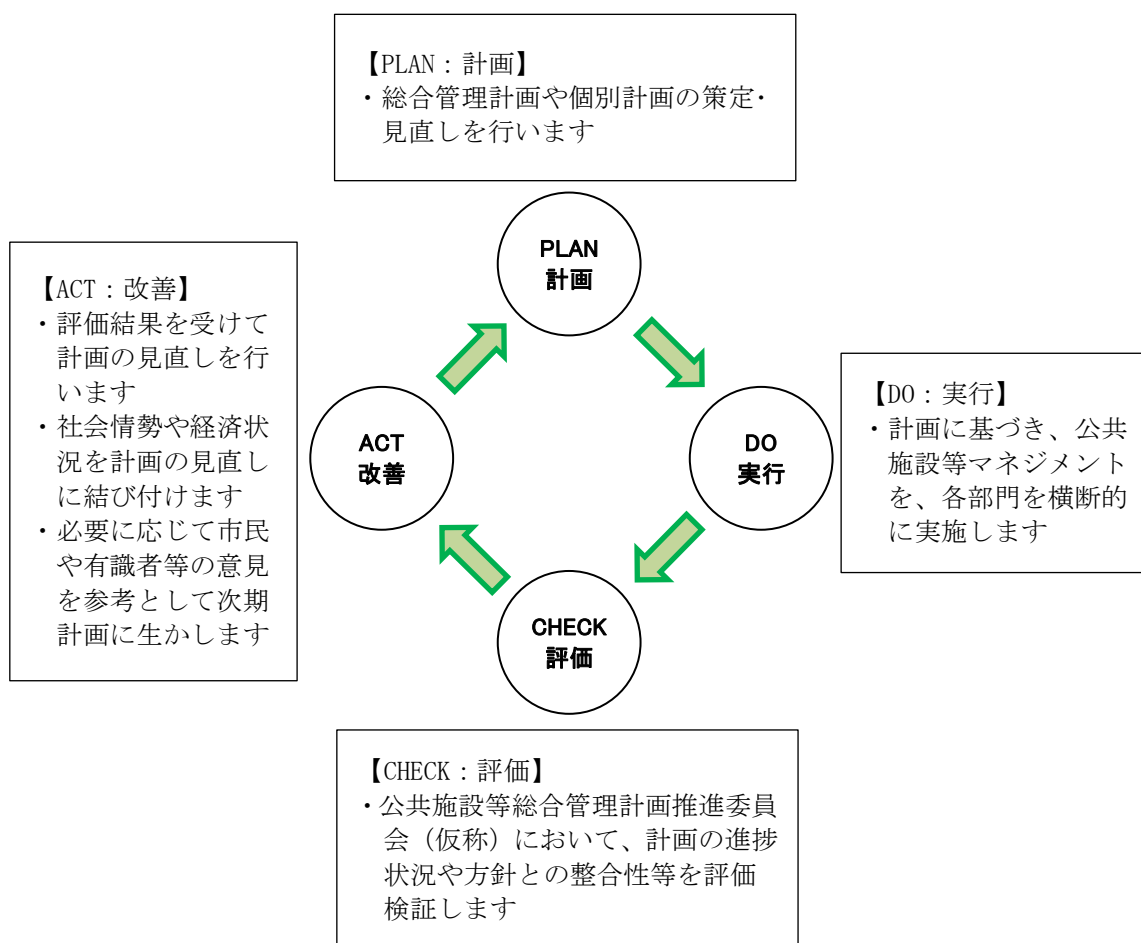 【PLAN：計画】
・総合管理計画や個別計画の策定・
見直しを行います
PLAN
計画
【ACT：改善】
・評価結果を受けて
計画の見直しを行
います
・社会情勢や経済状
況を計画の見直し
に結び付けます
・必要に応じて市民
や有識者等の意見
を参考として次期
計画に生かします
ACT
改善
DO
実行
【DO：実行】
・計画に基づき、公共
施設等マネジメント
を、各部門を横断的
に実施します
CHECK
評価
【CHECK：評価】
・公共施設等総合管理計画推進委員
会（仮称）において、計画の進捗
状況や方針との整合性等を評価
検証します